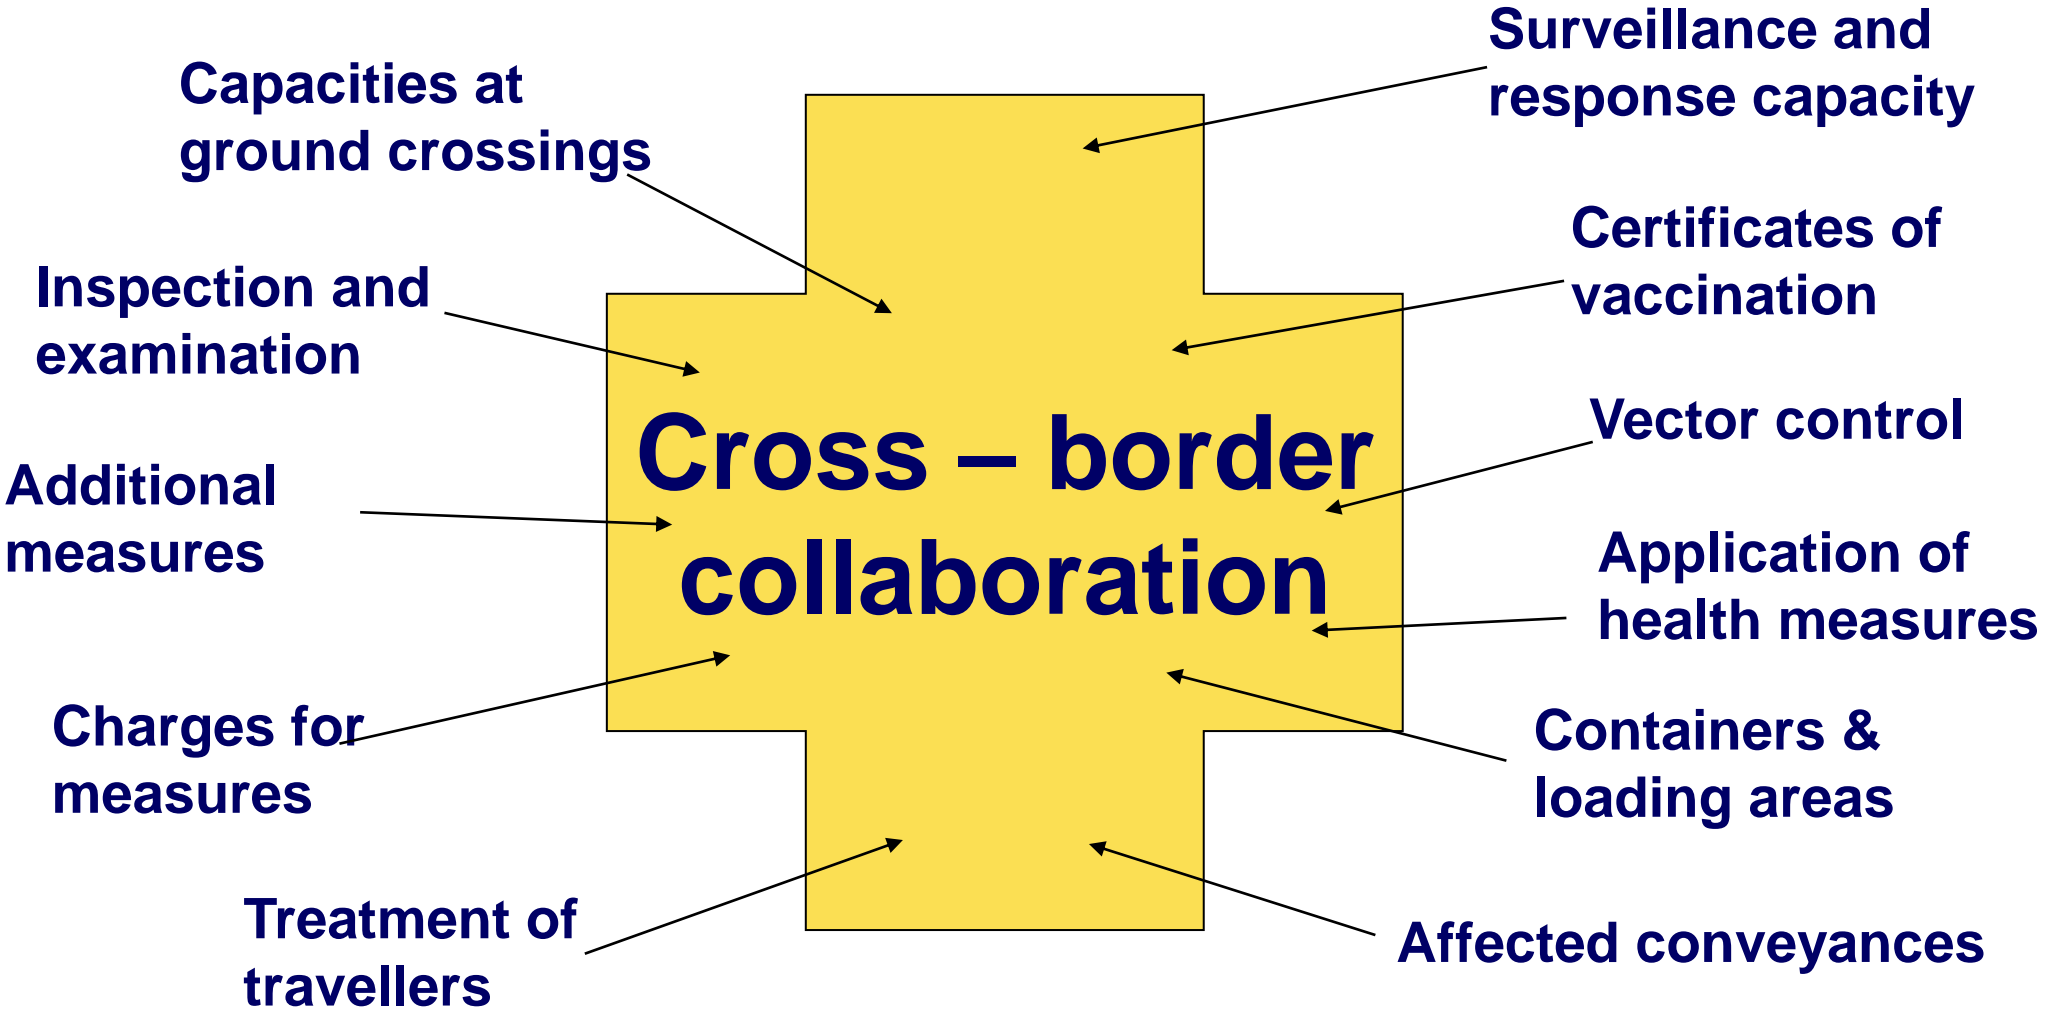 Surveillance and
response capacity
Capacities at
ground crossings
Certificates of
vaccination
Inspection and
examination
Vector control
Cross – border
collaboration
Additional
measures
Application of
health measures
Charges for
measures
Containers &
loading areas
Treatment of
travellers
Affected conveyances